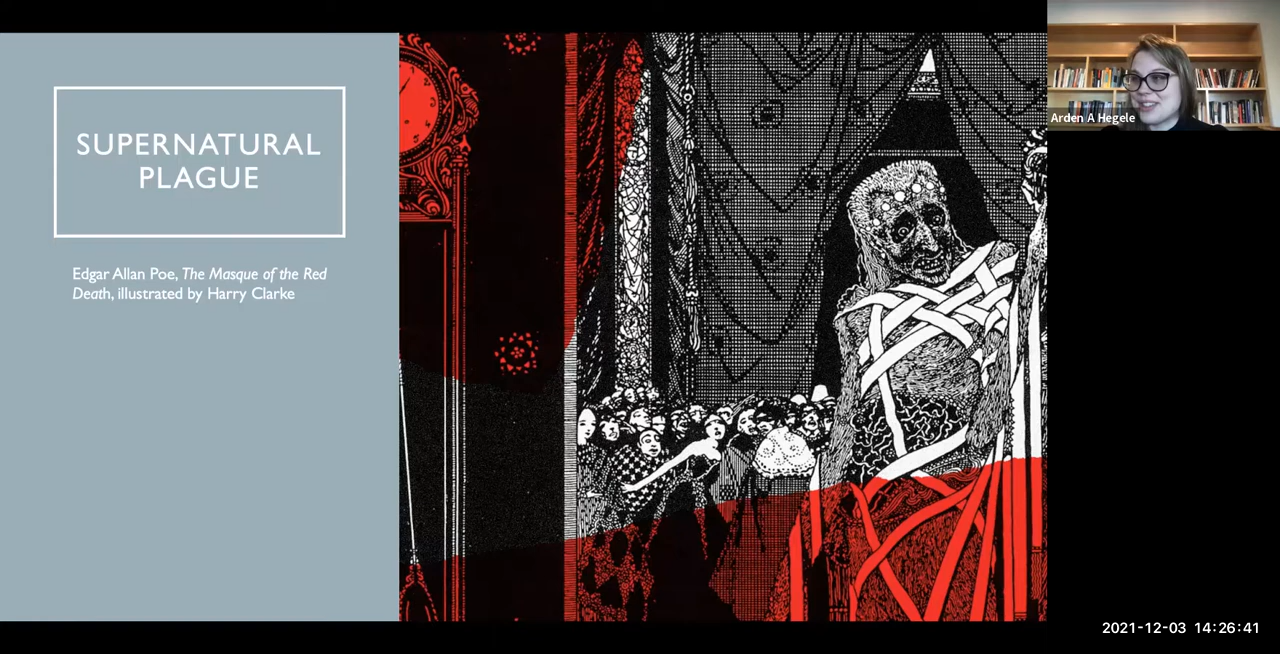 SUPERNATURAL
PLAGUE
Edgar Allan Poe, The Masque of the Red
Death, illustrated by Harry Clarke
Arden A Hegele
2021-12-03 14:26:41